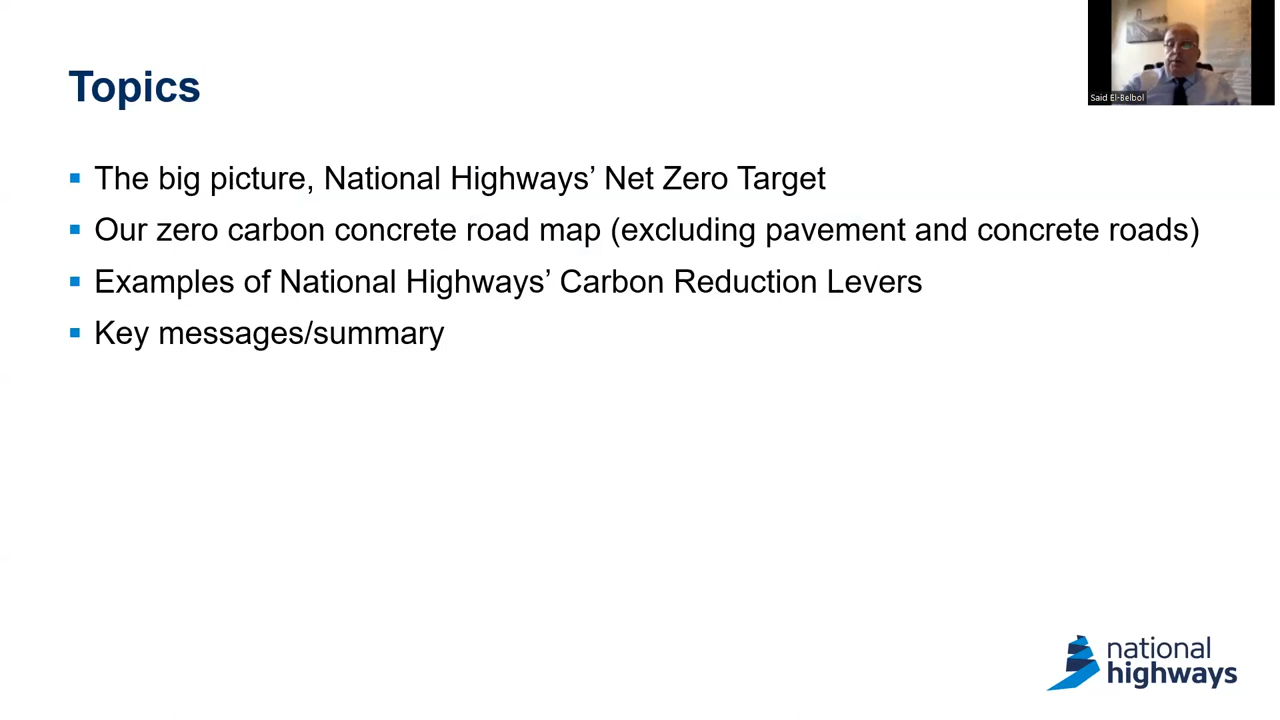 Topics
Said El-Belbol
The big picture, National Highways’ Net Zero Target
Our zero carbon concrete road map (excluding pavement and concrete roads)
Examples of National Highways’ Carbon Reduction Levers
Key messages/summary
national
highways